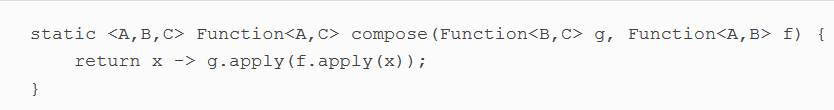 static <A,B,C> Function<A,C> compose(Function<B,C> g, Function<A,B> f) {
    return x -> g.apply(f.apply(x));
}